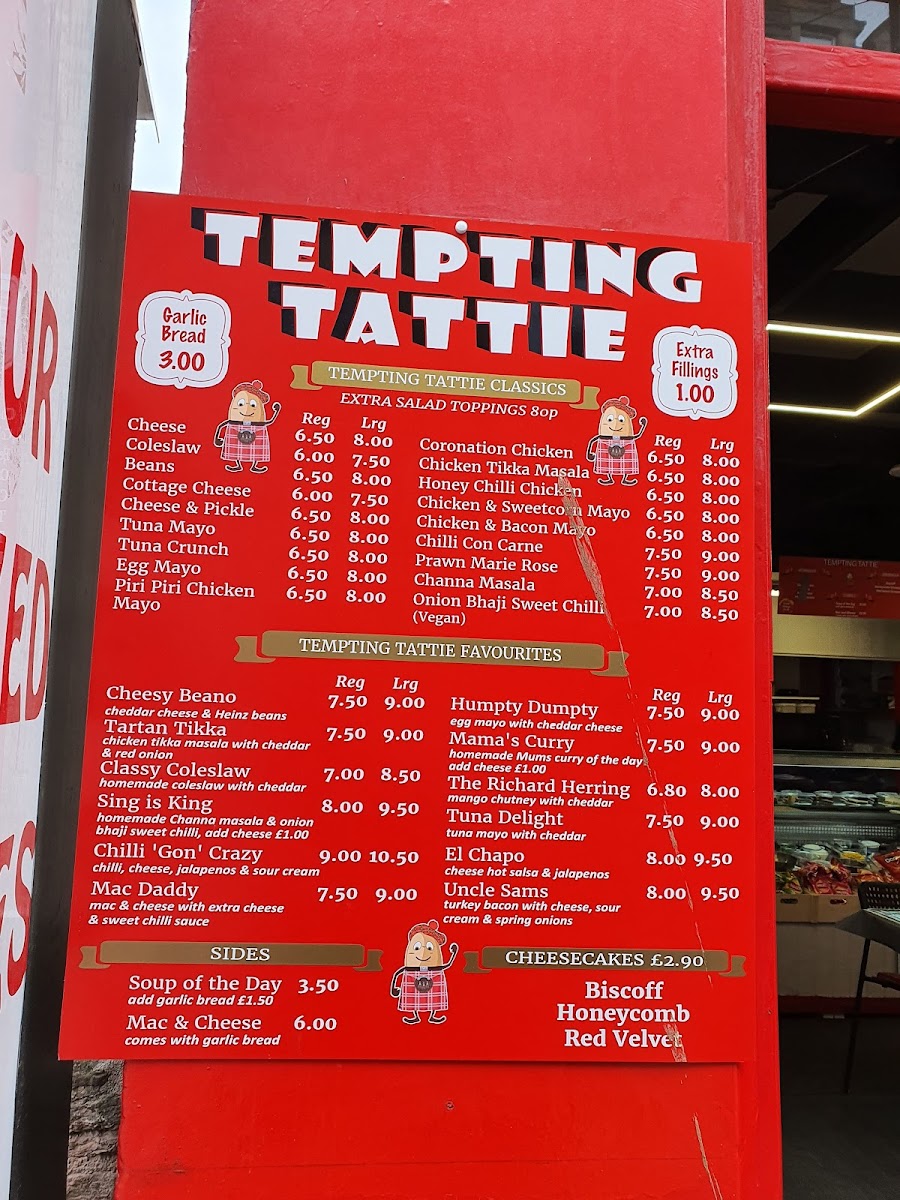 TEMPTING
TATTIE
Garlic
Bread
3.00
Extra
Fillings
1.00
TEMPTING TATTIE CLASSICS
EXTRA SALAD TOPPINGS 80p
Reg Lrg
Cheese 6.50 8.00
Coleslaw 6.00 7.50
Beans 6.50 8.00
Cottage Cheese 6.00 7.50
Cheese & Pickle 6.50 8.00
Tuna Mayo 6.50 8.00
Tuna Crunch 6.50 8.00
Egg Mayo 6.50 8.00
Piri Piri Chicken 6.50 8.00
Mayo
Reg Lrg
Coronation Chicken 6.50 8.00
Chicken Tikka Masala 6.50 8.00
Honey Chilli Chicken 6.50 8.00
Chicken & Sweetcorn Mayo 6.50 8.00
Chicken & Bacon Mayo 6.50 8.00
Chilli Con Carne 7.50 9.00
Prawn Marie Rose 7.50 9.00
Channa Masala 7.00 8.50
Onion Bhaji Sweet Chilli 7.00 8.50
(Vegan)
TEMPTING TATTIE FAVOURITES
Reg Lrg
Cheesy Beano 7.50 9.00
cheddar cheese & Heinz beans
Tartan Tikka 7.50 9.00
chicken tikka masala with cheddar
& red onion
Classy Coleslaw 7.00 8.50
homemade coleslaw with cheddar
Sing is King 8.00 9.50
homemade Channa masala & onion
bhaji sweet chilli, add cheese £1.00
Chilli 'Gon' Crazy 9.00 10.50
chilli, cheese, jalapenos & sour cream
Mac Daddy 7.50 9.00
mac & cheese with extra cheese
& sweet chilli sauce
Reg Lrg
Humpty Dumpty 7.50 9.00
egg mayo with cheddar cheese
Mama's Curry 7.50 9.00
homemade Mums curry of the day
add cheese £1.00
The Richard Herring 6.80 8.00
mango chutney with cheddar
Tuna Delight 7.50 9.00
tuna mayo with cheddar
El Chapo 8.00 9.50
cheese hot salsa & jalapenos
Uncle Sams 8.00 9.50
turkey bacon with cheese, sour
cream & spring onions
SIDES
Soup of the Day 3.50
add garlic bread £1.50
Mac & Cheese 6.00
comes with garlic bread
CHEESECAKES £2.90
Biscoff
Honeycomb
Red Velvet
TEMPTING TATTIE